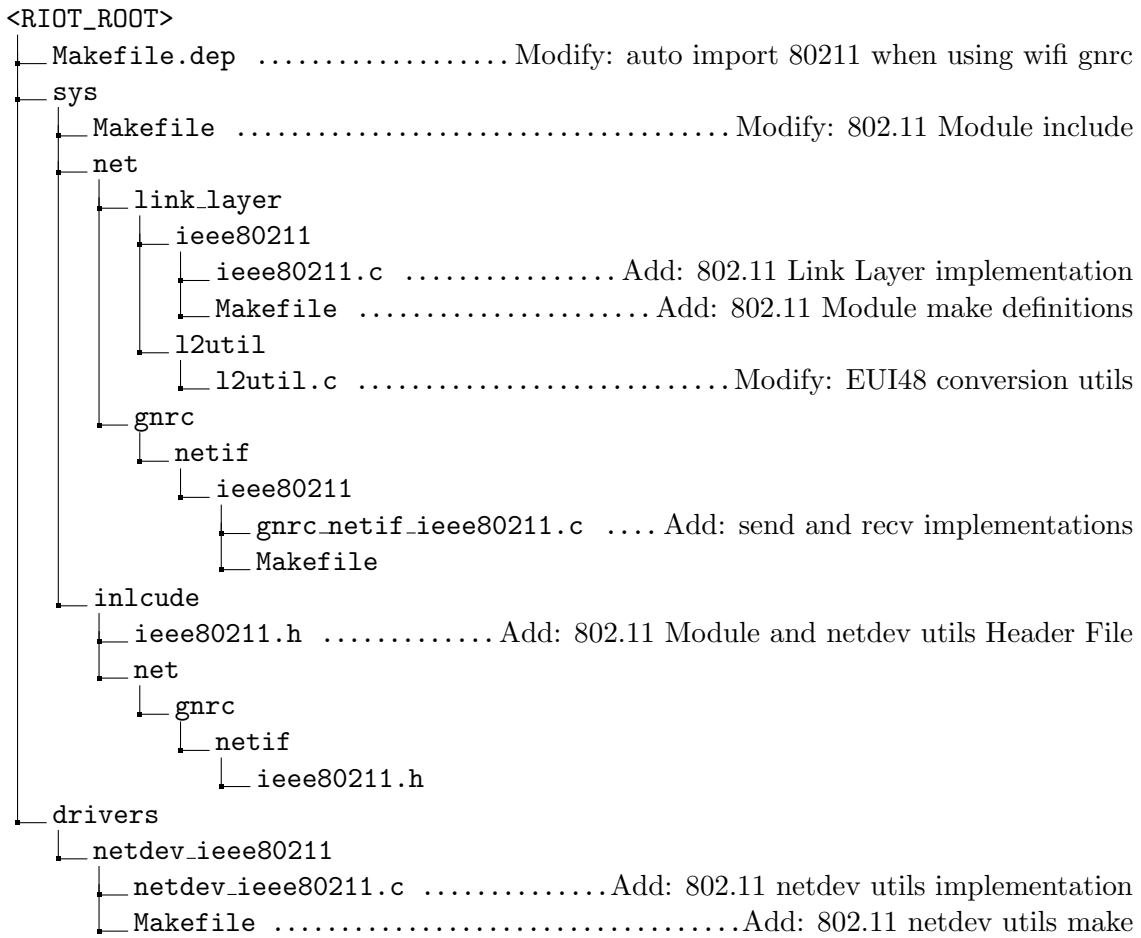 <RIOT_ROOT>
Makefile.dep ................... Modify: auto import 80211 when using wifi gnrc
sys
Makefile ..................................... Modify: 802.11 Module include
net
link_layer
ieee80211
ieee80211.c ................ Add: 802.11 Link Layer implementation
Makefile ...................... Add: 802.11 Module make definitions
l2util
l2util.c ............................ Modify: EUI48 conversion utils
gnrc
netif
ieee80211
gnrc_netif_ieee80211.c .... Add: send and recv implementations
Makefile
inlcude
ieee80211.h ............. Add: 802.11 Module and netdev utils Header File
net
gnrc
netif
ieee80211.h
drivers
netdev_ieee80211
netdev_ieee80211.c .............. Add: 802.11 netdev utils implementation
Makefile .................................... Add: 802.11 netdev utils make